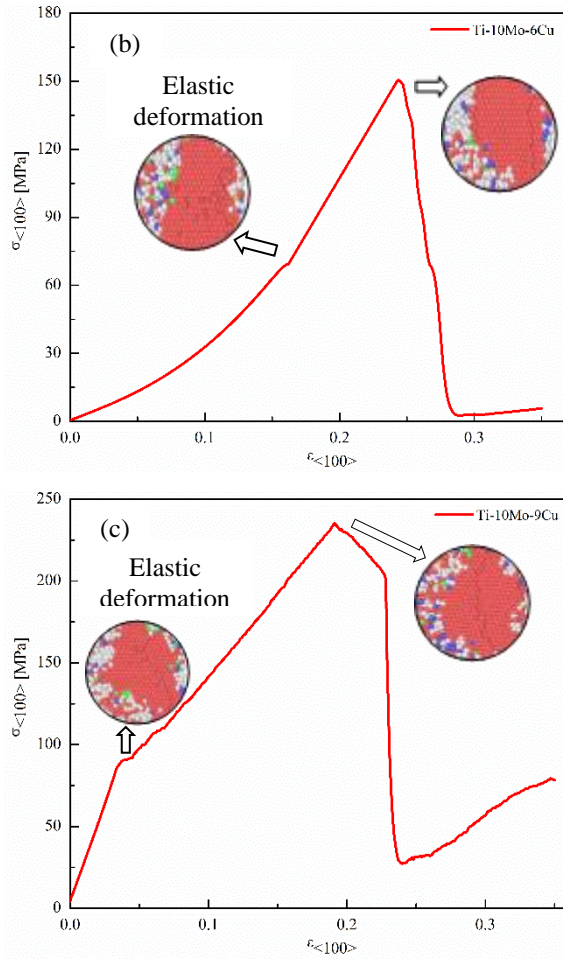 180
(b)
Ti-10Mo-6Cu
150
Elastic
deformation
120
σ<100> [MPa]
90
60
30
0
0.0 0.1 0.2 0.3
ε<100>
250
(c)
Ti-10Mo-9Cu
200
Elastic
deformation
150
σ<100> [MPa]
100
50
0
0.0 0.1 0.2 0.3
ε<100>